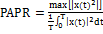 PAPR = max[|x(t)²|] / (1/T ∫₀ᵀ |x(t)|² dt)